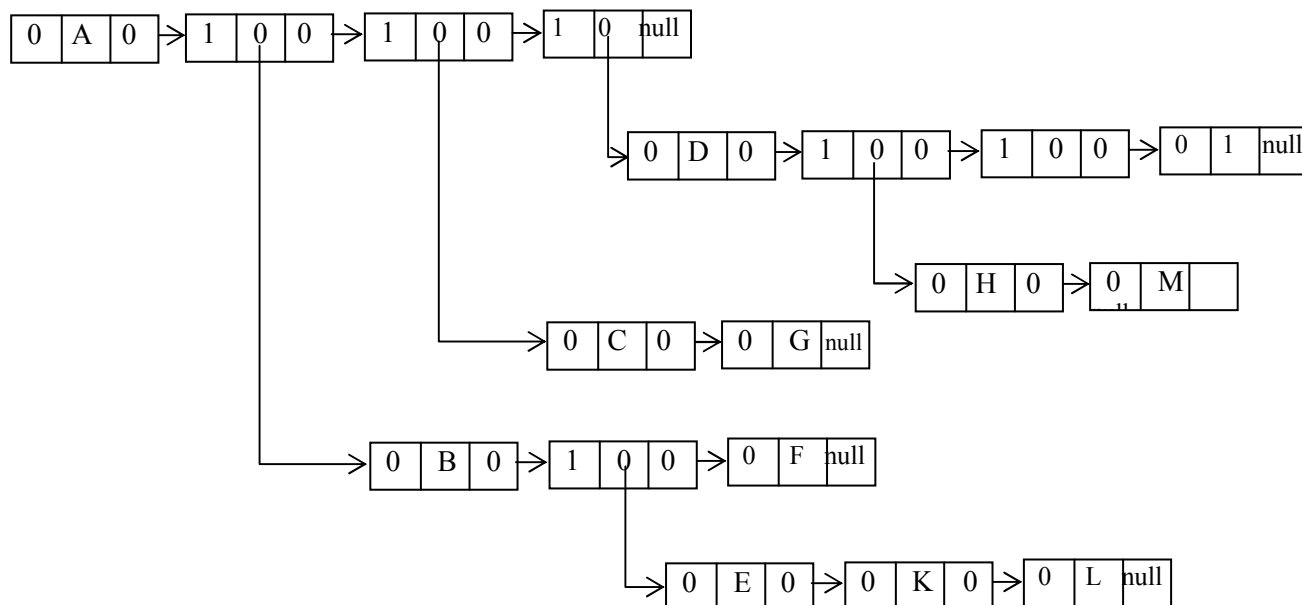 0 A 0 1 0 0 1 0 0 1 0 null
0 D 0 1 0 0 1 0 0 0 1 null
0 H 0 0 M
0 C 0 0 G null
0 B 0 1 0 0 0 F null
0 E 0 0 K 0 0 L null